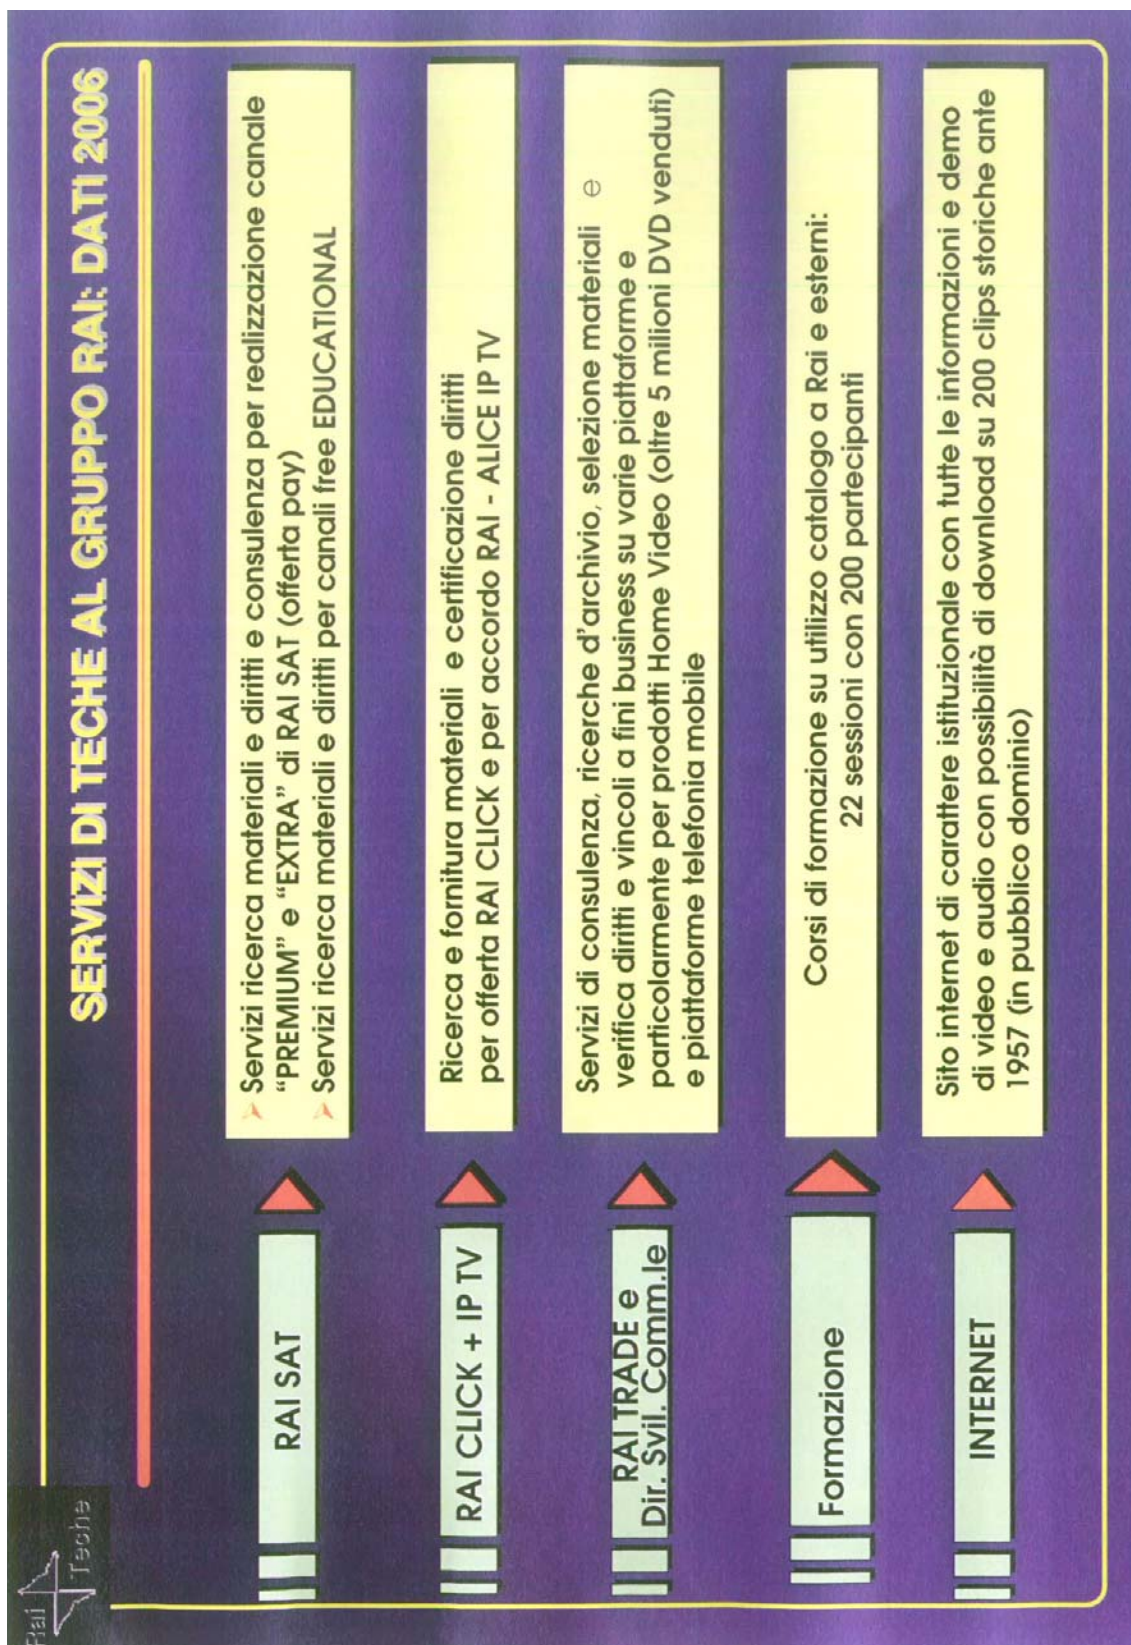 Rai
Teche
SERVIZI DI TECHE AL GRUPPO RAI: DATI 2006
RAI SAT
Servizi ricerca materiali e diritti e consulenza per realizzazione canale
“PREMIUM” e “EXTRA” di RAI SAT (offerta pay)
Servizi ricerca materiali e diritti per canali free EDUCATIONAL
RAI CLICK + IP TV
Ricerca e fornitura materiali e certificazione diritti
per offerta RAI CLICK e per accordo RAI - ALICE IP TV
RAI TRADE e
Dir. Svil. Comm.le
Servizi di consulenza, ricerche d’archivio, selezione materiali e
verifica diritti e vincoli a fini business su varie piattaforme e
particolarmente per prodotti Home Video (oltre 5 milioni DVD venduti)
e piattaforme telefonia mobile
Formazione
Corsi di formazione su utilizzo catalogo a Rai e esterni:
22 sessioni con 200 partecipanti
INTERNET
Sito internet di carattere istituzionale con tutte le informazioni e demo
di video e audio con possibilità di download su 200 clips storiche ante
1957 (in pubblico dominio)